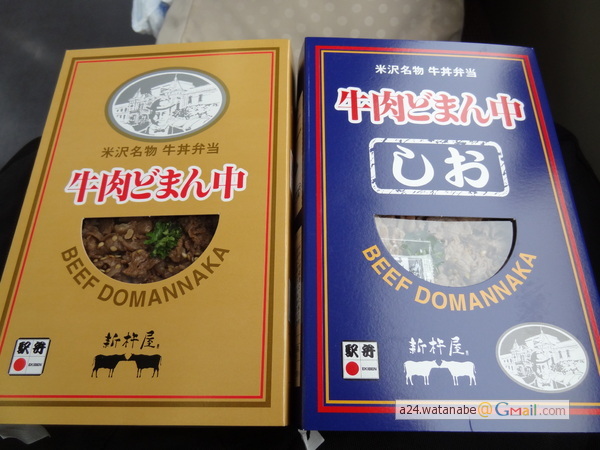 米沢名物 牛丼弁当
牛肉どまん中
BEEF DOMANNAKA
駅弁
新杵屋
米沢名物 牛丼弁当
牛肉どまん中
しお
BEEF DOMANNAKA
駅弁
新杵屋
a24.watanabe@Gmail.com